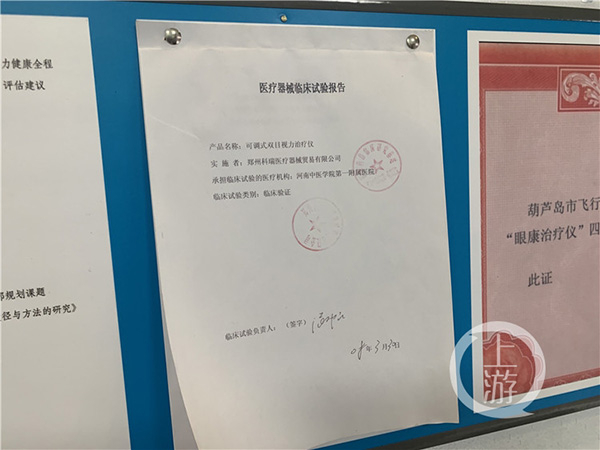 力健康全程
评估建议
部规划课题
径与方法的研究》
医疗器械临床试验报告
产品名称：可调式双目视力治疗仪
实 施 者：郑州科瑞医疗器械贸易有限公司
承担临床试验的医疗机构：河南中医学院第一附属医院
临床试验类别：临床验证
临床试验负责人：（签字）
葫芦岛市飞行
“眼康治疗仪”四
此证
上游